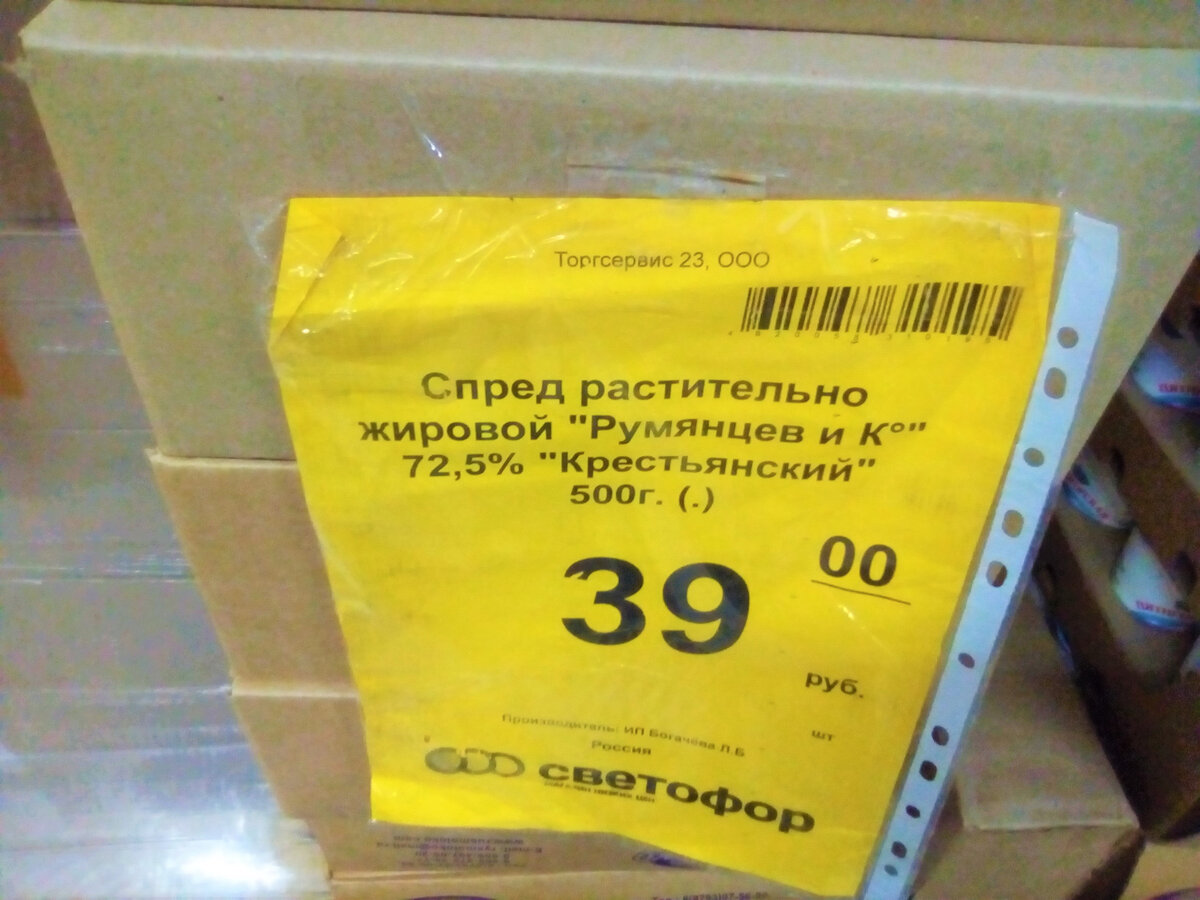 Торгсервис 23, ООО
Спред растительно
жировой "Румянцев и К°"
72,5% "Крестьянский"
500г. (.)
39
00
руб.
шт
Производитель: ИП Богачева Л.Б
Россия
светофор